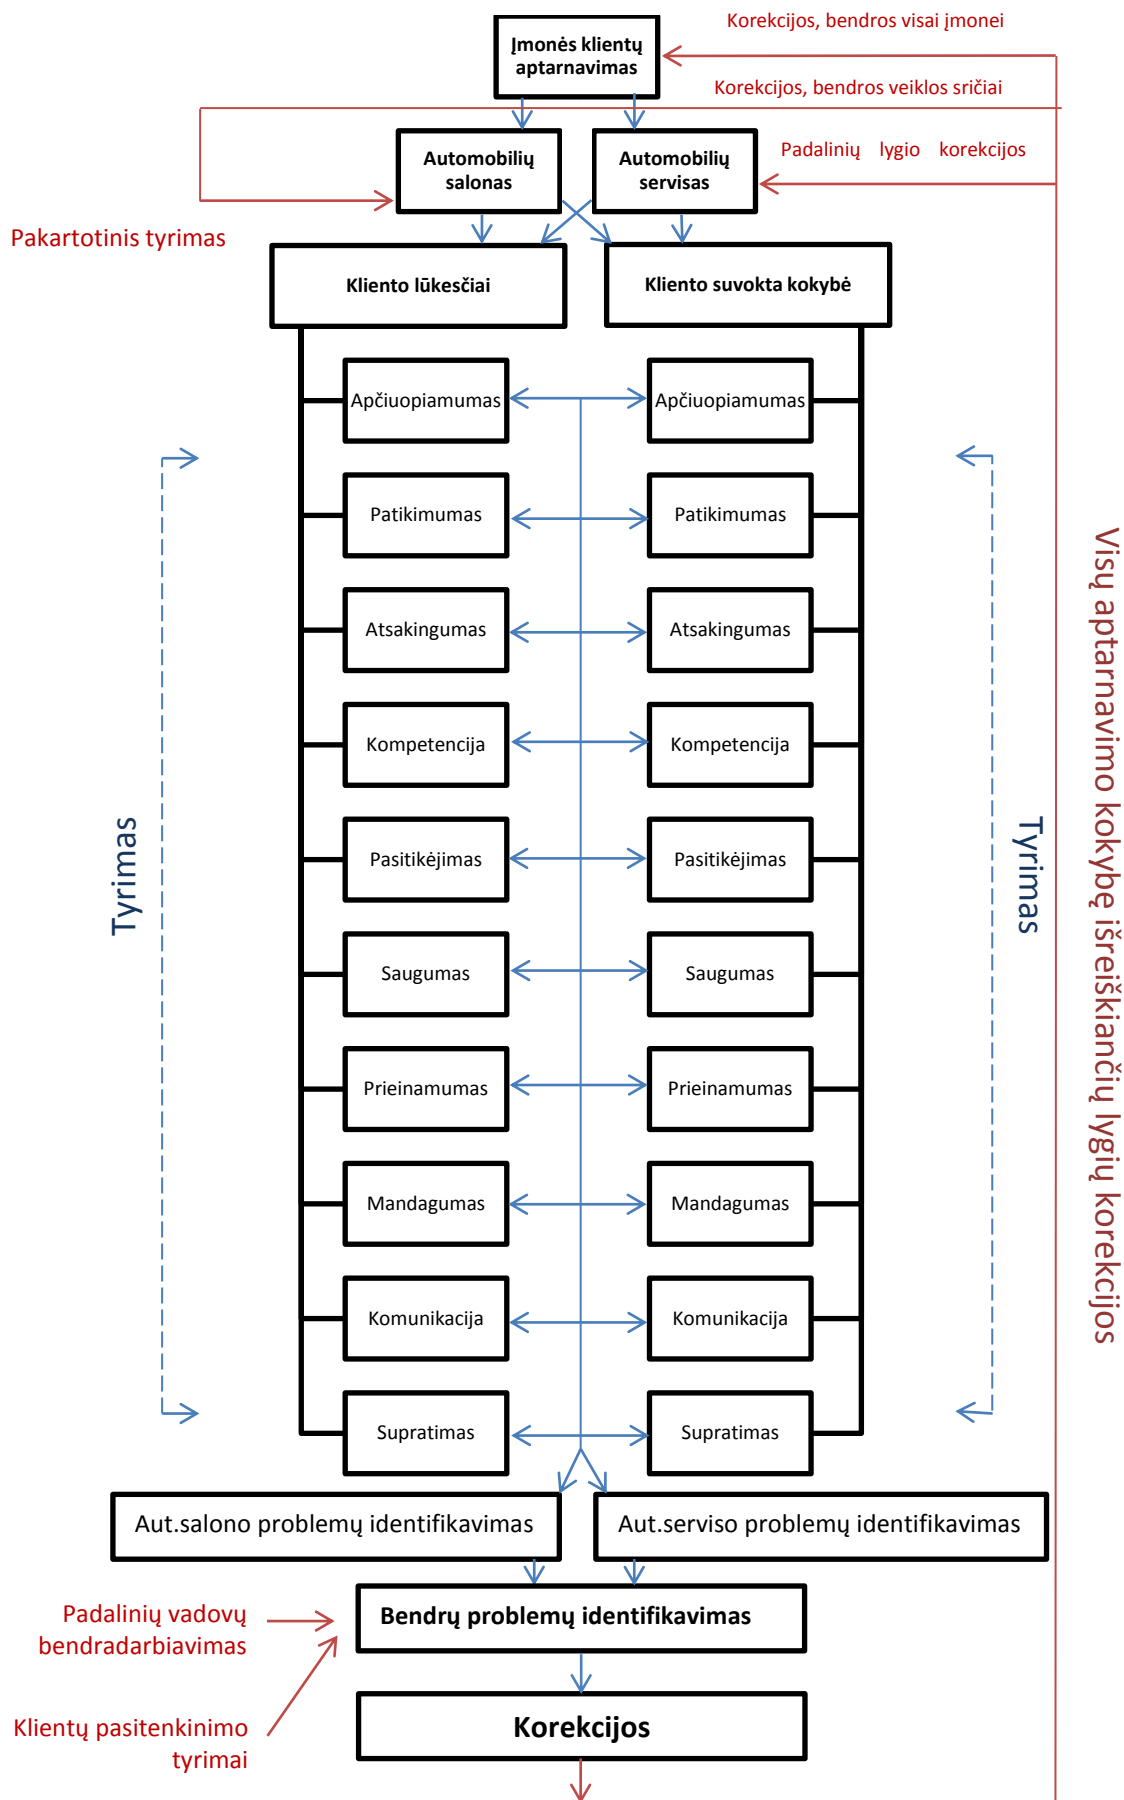 Korekcijos, bendros visai įmonei
Įmonės klientų
aptarnavimas
Korekcijos, bendros veiklos sričiai
Automobilių
salonas
Automobilių
servisas
Padalinių lygio korekcijos
Pakartotinis tyrimas
Kliento lūkesčiai
Kliento suvokta kokybė
Apčiuopiamumas
Apčiuopiamumas
Patikimumas
Patikimumas
Atsakingumas
Atsakingumas
Kompetencija
Kompetencija
Pasitikėjimas
Pasitikėjimas
Saugumas
Saugumas
Prieinamumas
Prieinamumas
Mandagumas
Mandagumas
Komunikacija
Komunikacija
Supratimas
Supratimas
Tyrimas
Tyrimas
Visų aptarnavimo kokybę išreiškiančių lygių korekcijos
Aut.salono problemų identifikavimas
Aut.serviso problemų identifikavimas
Bendrų problemų identifikavimas
Padalinių vadovų
bendradarbiavimas
Korekcijos
Klientų pasitenkinimo
tyrimai